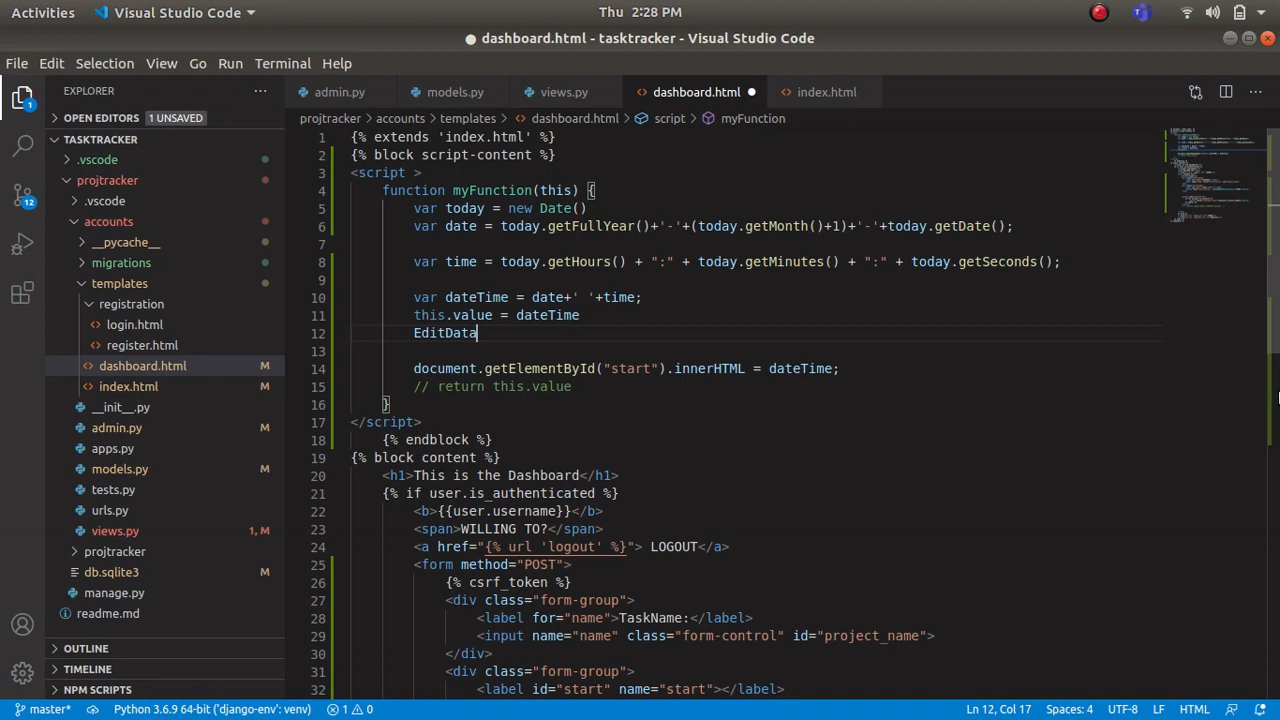 Activities Visual Studio Code Thu 2:28 PM
● dashboard.html - tasktracker - Visual Studio Code
File Edit Selection View Go Run Terminal Help
EXPLORER ···
1
12
OPEN EDITORS 1 UNSAVED
TASKTRACKER
.vscode
projtracker
.vscode
accounts
__pycache__
migrations
templates
registration
login.html
register.html
dashboard.html M
index.html M
__init__.py
admin.py M
apps.py
models.py M
tests.py
urls.py
views.py 1, M
projtracker
db.sqlite3 M
manage.py
readme.md
OUTLINE
TIMELINE
NPM SCRIPTS
admin.py models.py views.py dashboard.html ● index.html
projtracker > accounts > templates > dashboard.html > script > myFunction
1 {% extends 'index.html' %}
2 {% block script-content %}
3 <script >
4 function myFunction(this) {
5 var today = new Date()
6 var date = today.getFullYear()+'-'+(today.getMonth()+1)+'-'+today.getDate();
7
8 var time = today.getHours() + ":" + today.getMinutes() + ":" + today.getSeconds();
9
10 var dateTime = date+' '+time;
11 this.value = dateTime
12 EditData
13
14 document.getElementById("start").innerHTML = dateTime;
15 // return this.value
16 }
17 </script>
18 {% endblock %}
19 {% block content %}
20 <h1>This is the Dashboard</h1>
21 {% if user.is_authenticated %}
22 <b>{{user.username}}</b>
23 <span>WILLING TO?</span>
24 <a href="{% url 'logout' %}"> LOGOUT</a>
25 <form method="POST">
26 {% csrf_token %}
27 <div class="form-group">
28 <label for="name">TaskName:</label>
29 <input name="name" class="form-control" id="project_name">
30 </div>
31 <div class="form-group">
32 <label id="start" name="start"></label>
master* Python 3.6.9 64-bit ('django-env': venv) 1 0 Ln 12, Col 17 Spaces: 4 UTF-8 LF HTML